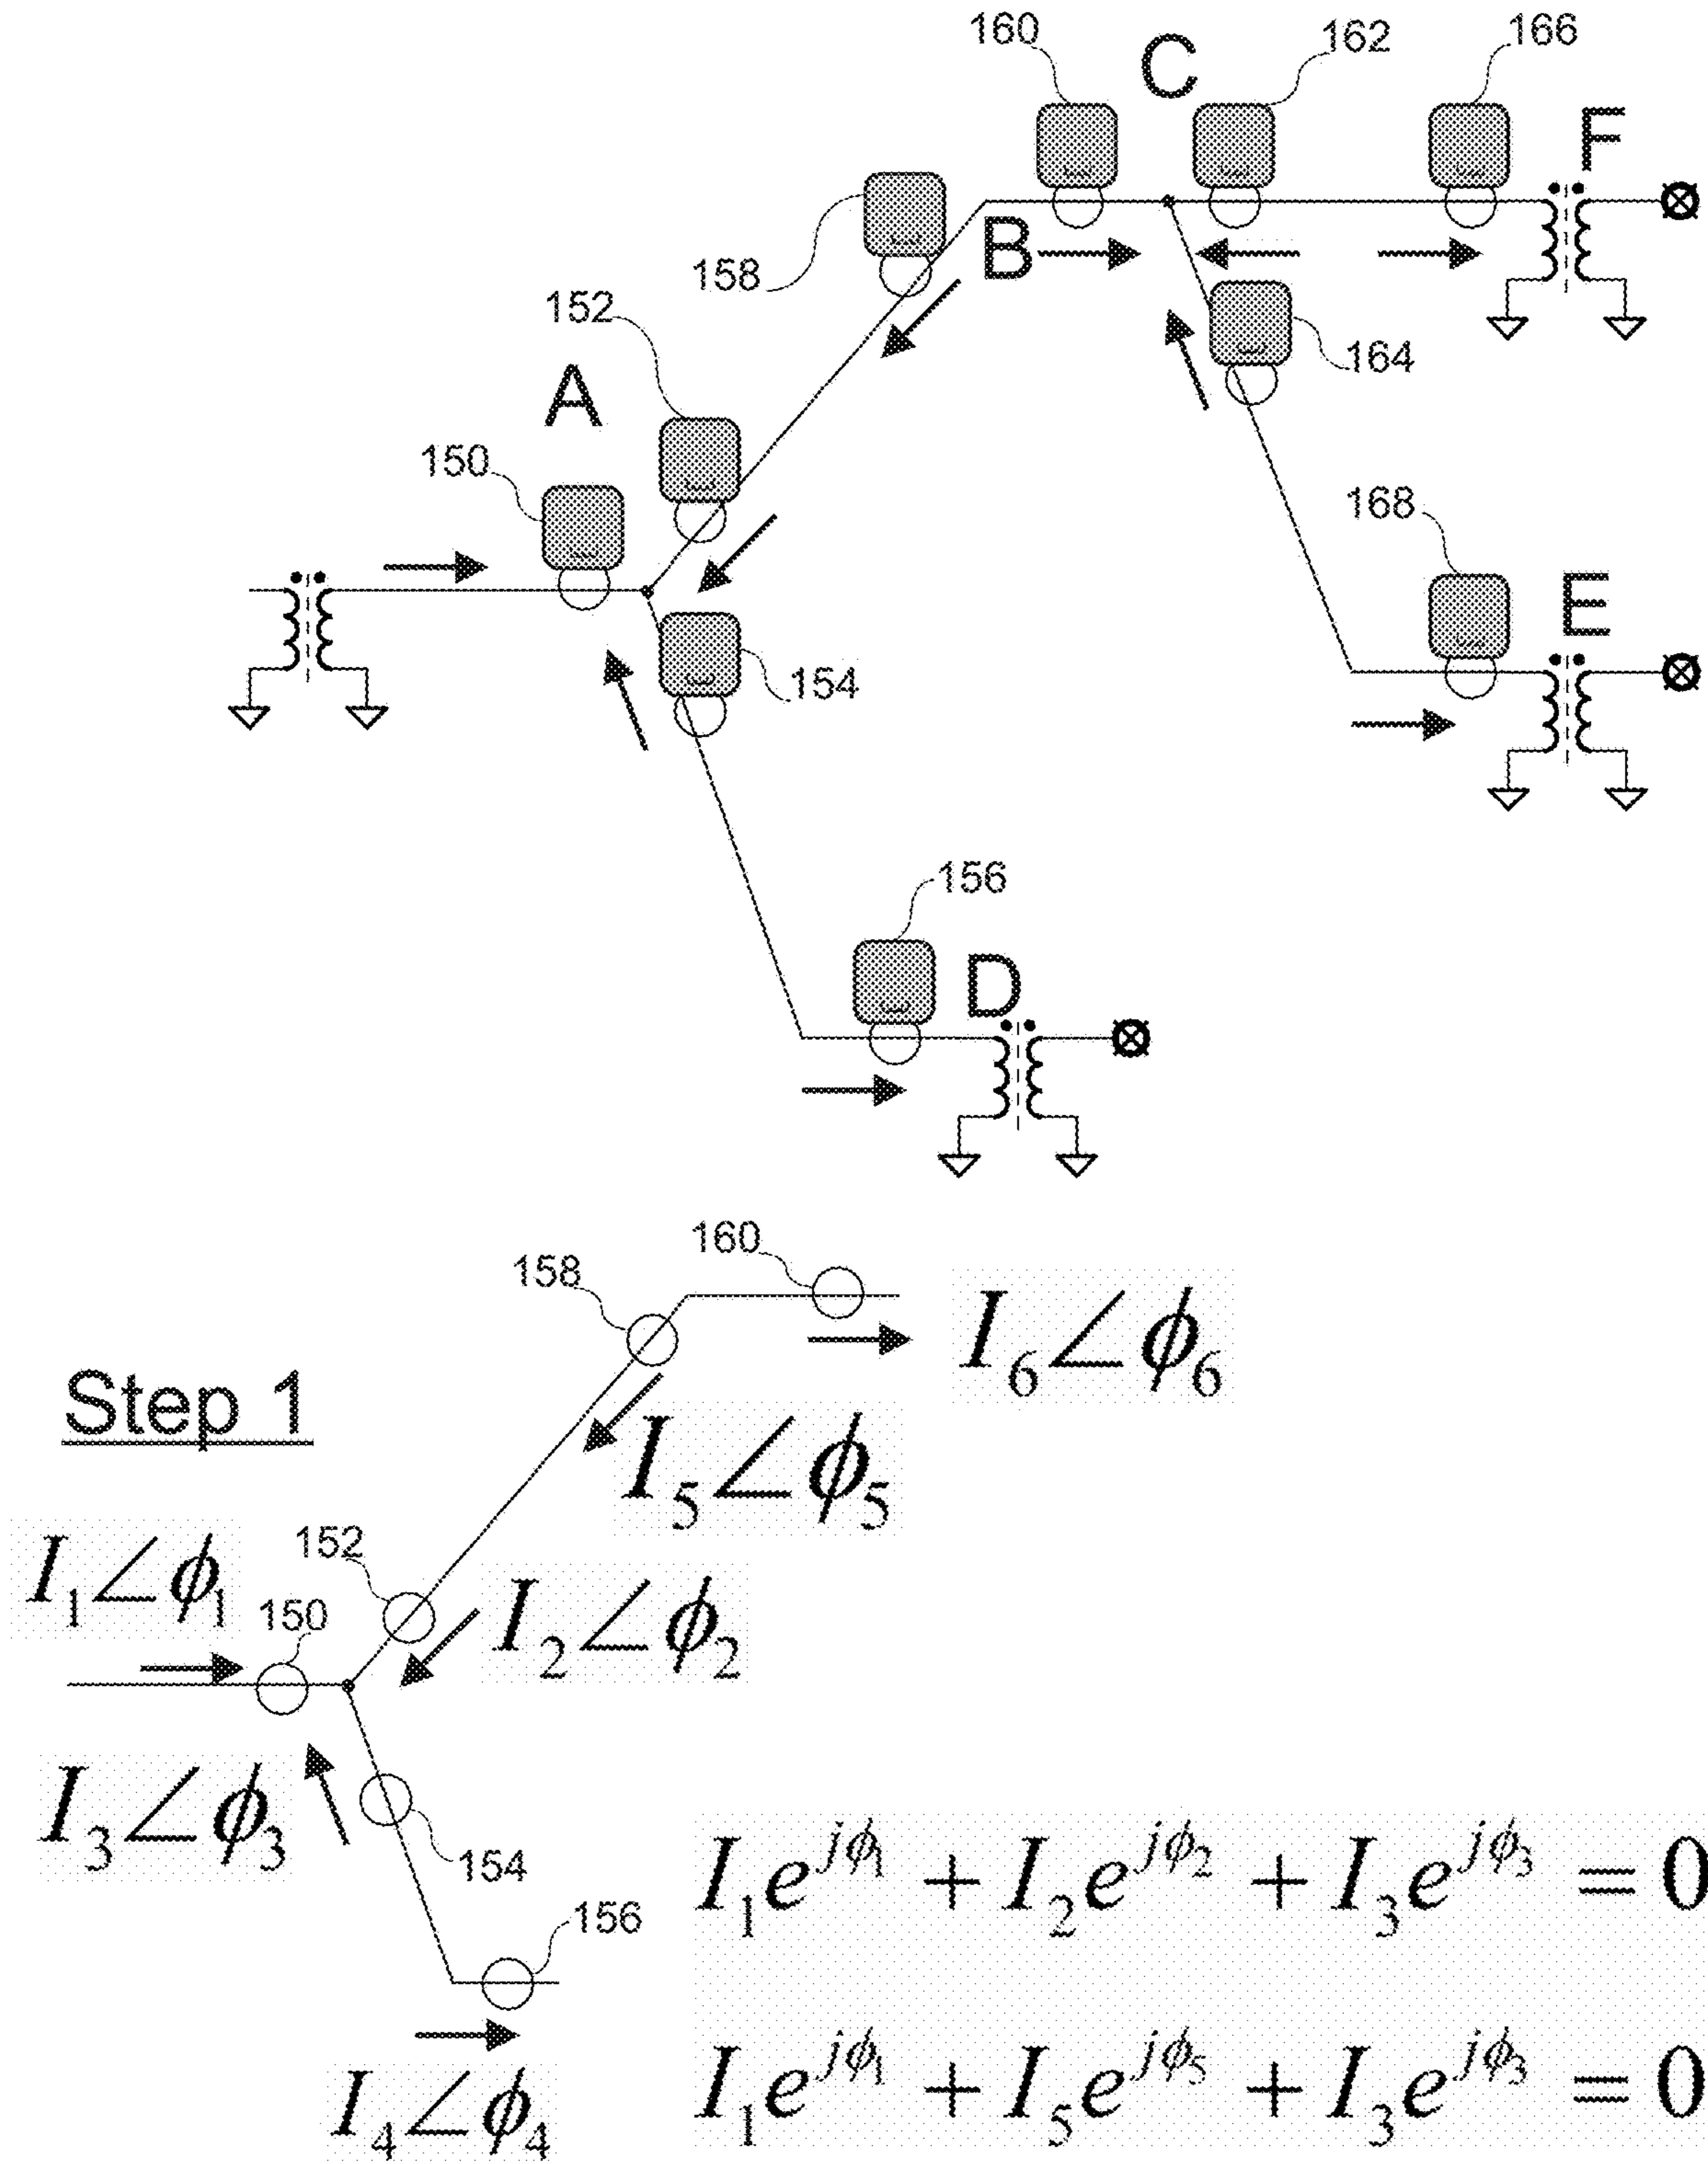 160
C
162
166
F
158
B
152
164
A
150
168
E
154
156
D
160
158
I₆∠ϕ₆
Step 1
I₅∠ϕ₅
152
I₁∠ϕ₁
150
I₂∠ϕ₂
I₃∠ϕ₃
154
I₁e^{jϕ₁} + I₂e^{jϕ₂} + I₃e^{jϕ₃} = 0
156
I₄∠ϕ₄
I₁e^{jϕ₁} + I₅e^{jϕ₅} + I₃e^{jϕ₃} = 0